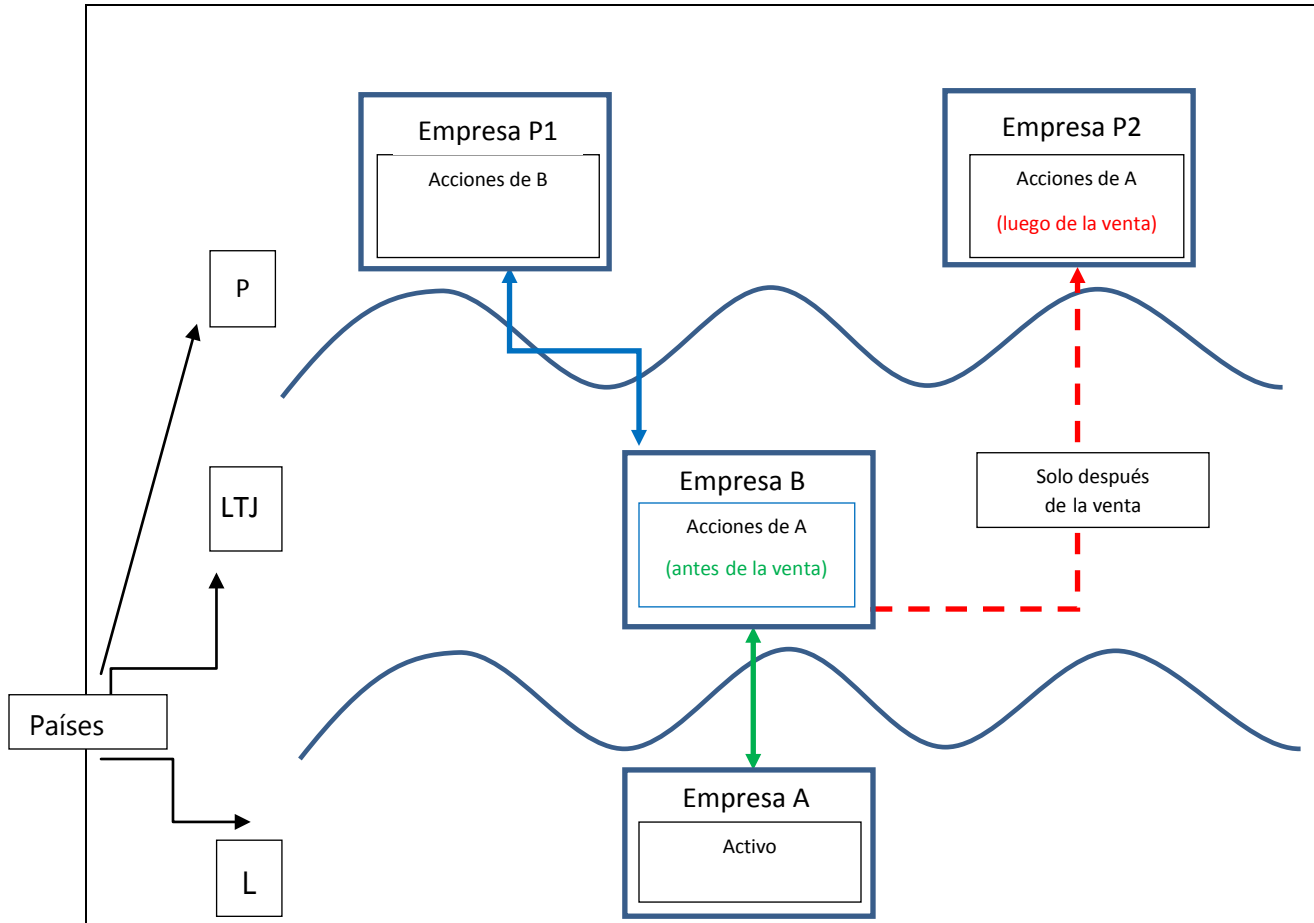 Empresa P1
Acciones de B
Empresa P2
Acciones de A
(luego de la venta)
P
LTJ
Empresa B
Acciones de A
(antes de la venta)
Solo después
de la venta
Países
Empresa A
Activo
L